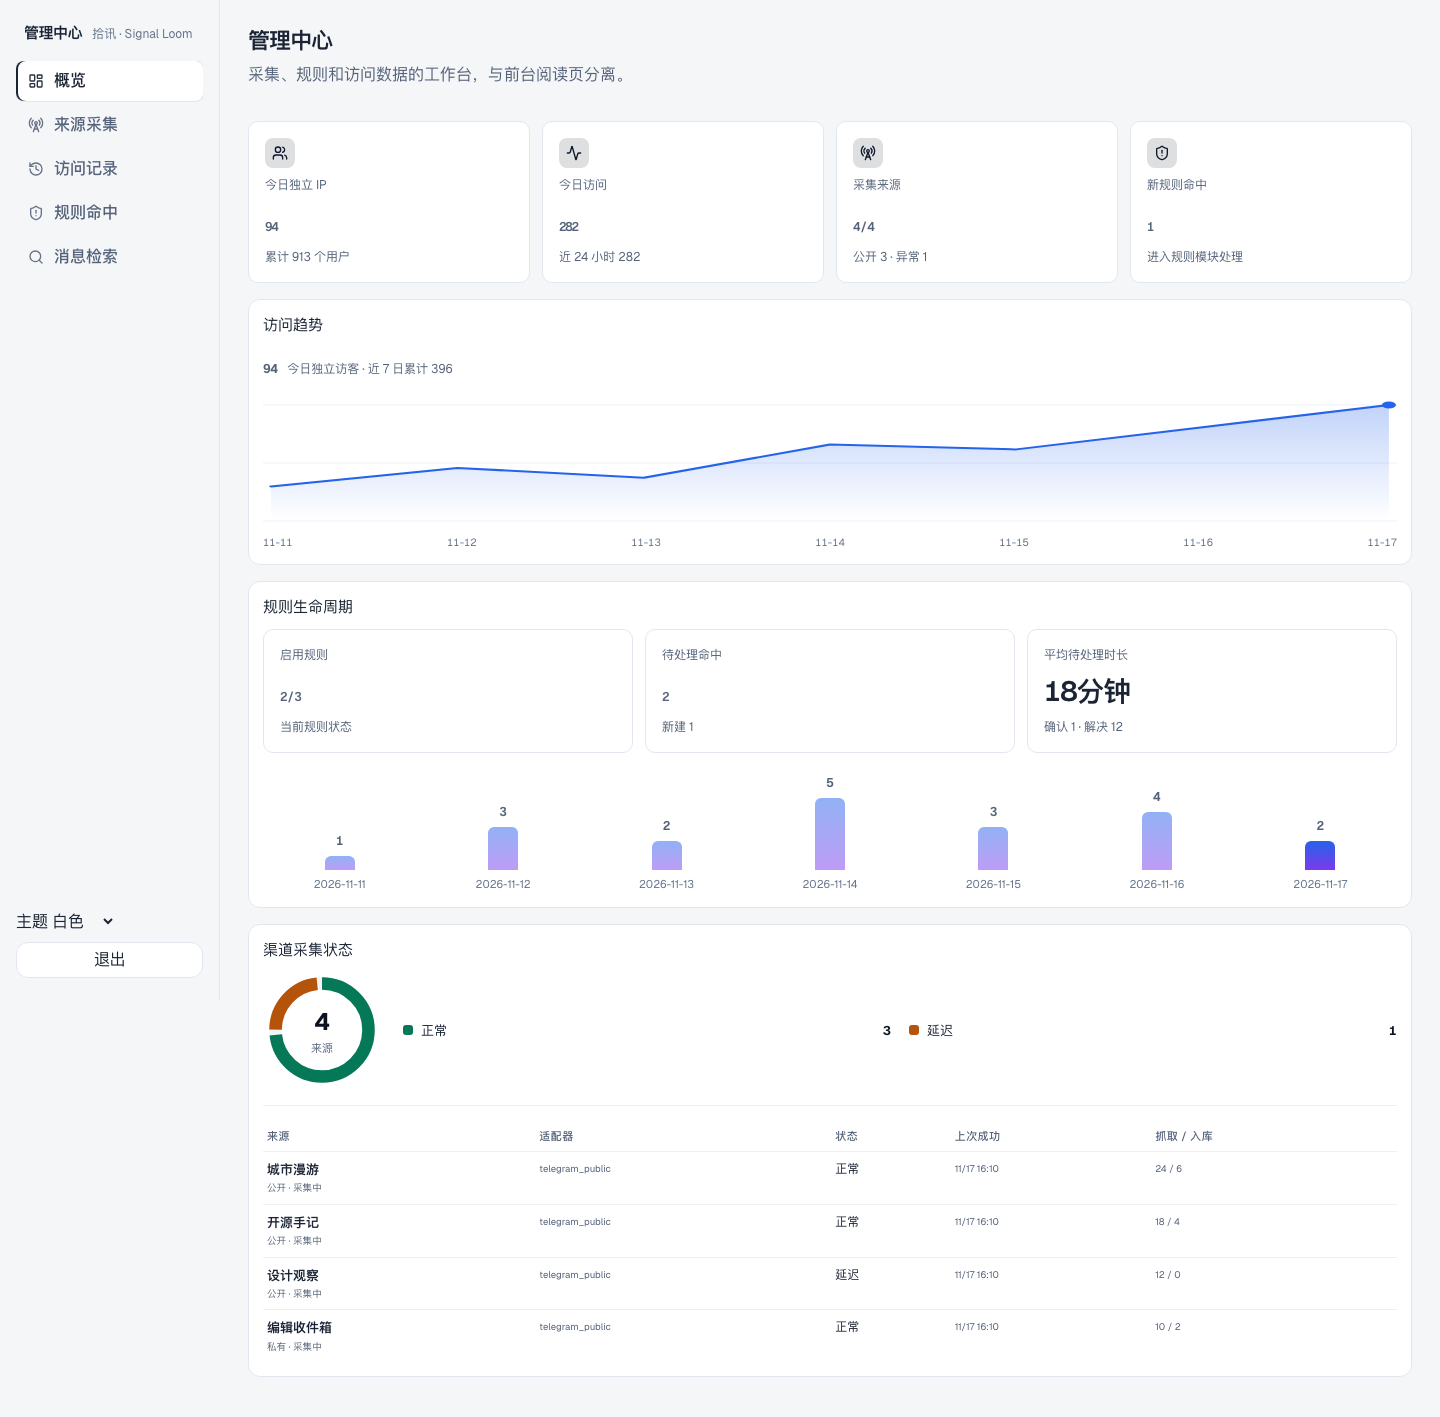 管理中心 拾讯 · Signal Loom
概览
来源采集
访问记录
规则命中
消息检索
主题 白色
退出
管理中心
采集、规则和访问数据的工作台，与前台阅读页分离。
今日独立 IP
94
累计 913 个用户
今日访问
282
近 24 小时 282
采集来源
4/4
公开 3 · 异常 1
新规则命中
1
进入规则模块处理
访问趋势
94 今日独立访客 · 近 7 日累计 396
11-11 11-12 11-13 11-14 11-15 11-16 11-17
规则生命周期
启用规则
2/3
当前规则状态
待处理命中
2
新建 1
平均待处理时长
18分钟
确认 1 · 解决 12
1 3 2 5 3 4 2
2026-11-11 2026-11-12 2026-11-13 2026-11-14 2026-11-15 2026-11-16 2026-11-17
渠道采集状态
4
来源
正常 3 延迟 1
来源 适配器 状态 上次成功 抓取 / 入库
城市漫游 telegram_public 正常 11/17 16:10 24 / 6
公开 · 采集中
开源手记 telegram_public 正常 11/17 16:10 18 / 4
公开 · 采集中
设计观察 telegram_public 延迟 11/17 16:10 12 / 0
公开 · 采集中
编辑收件箱 telegram_public 正常 11/17 16:10 10 / 2
私有 · 采集中